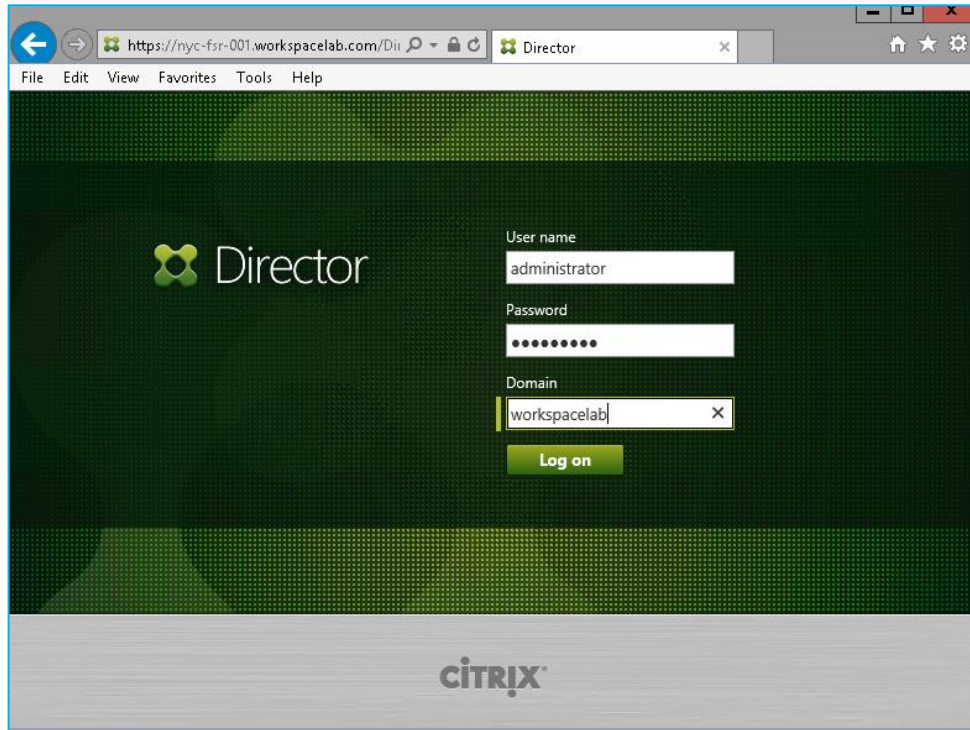 https://nyc-fsr-001.workspacelab.com/Dii
Director
File Edit View Favorites Tools Help
Director
User name
administrator
Password
•••••••••
Domain
workspacelab
Log on
CITRIX